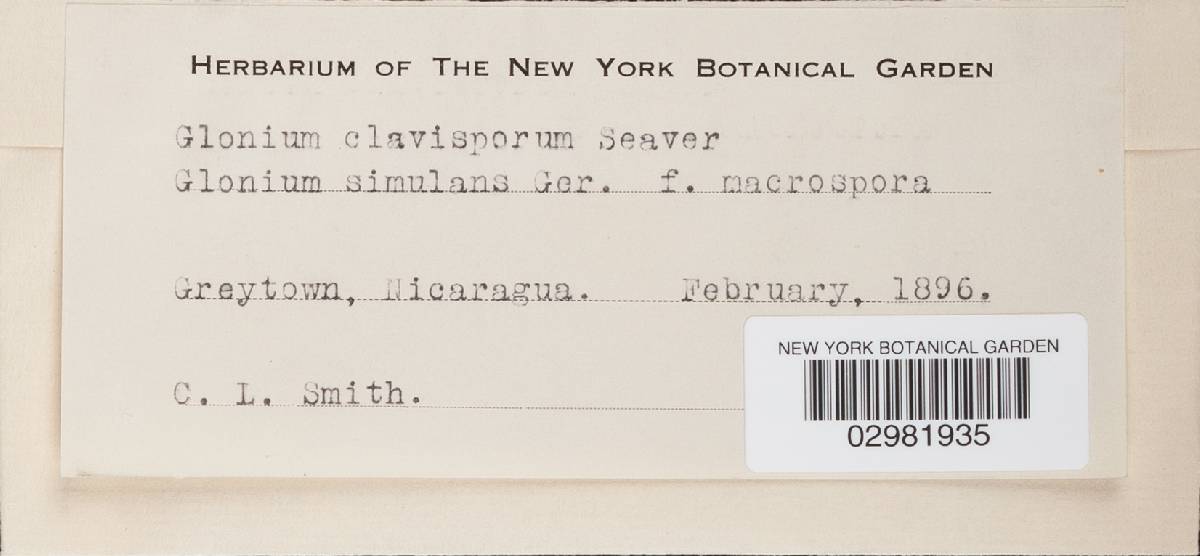 HERBARIUM OF THE NEW YORK BOTANICAL GARDEN
Glonium clavisporum Seaver
Glonium simulans Ger. f. macrospora
Greytown, Nicaragua. February, 1896.
C. L. Smith.
NEW YORK BOTANICAL GARDEN
02981935